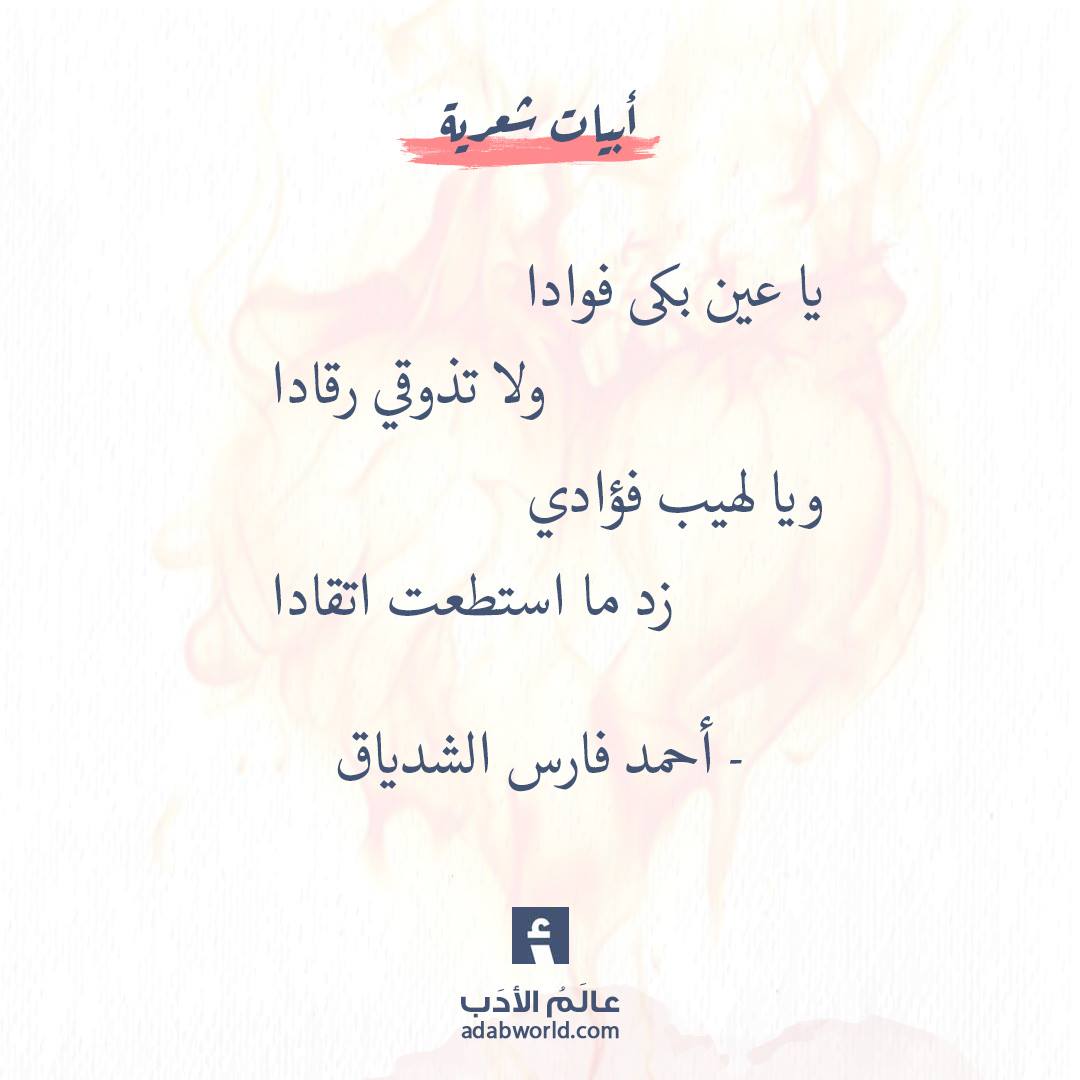 أبيات شعرية
يا عين بكى فوادا
ولا تذوقي رقادا
ويا لهيب فؤادي
زد ما استطعت اتقادا
- أحمد فارس الشدياق
أ
عالَمُ الأدَب
adabworld.com